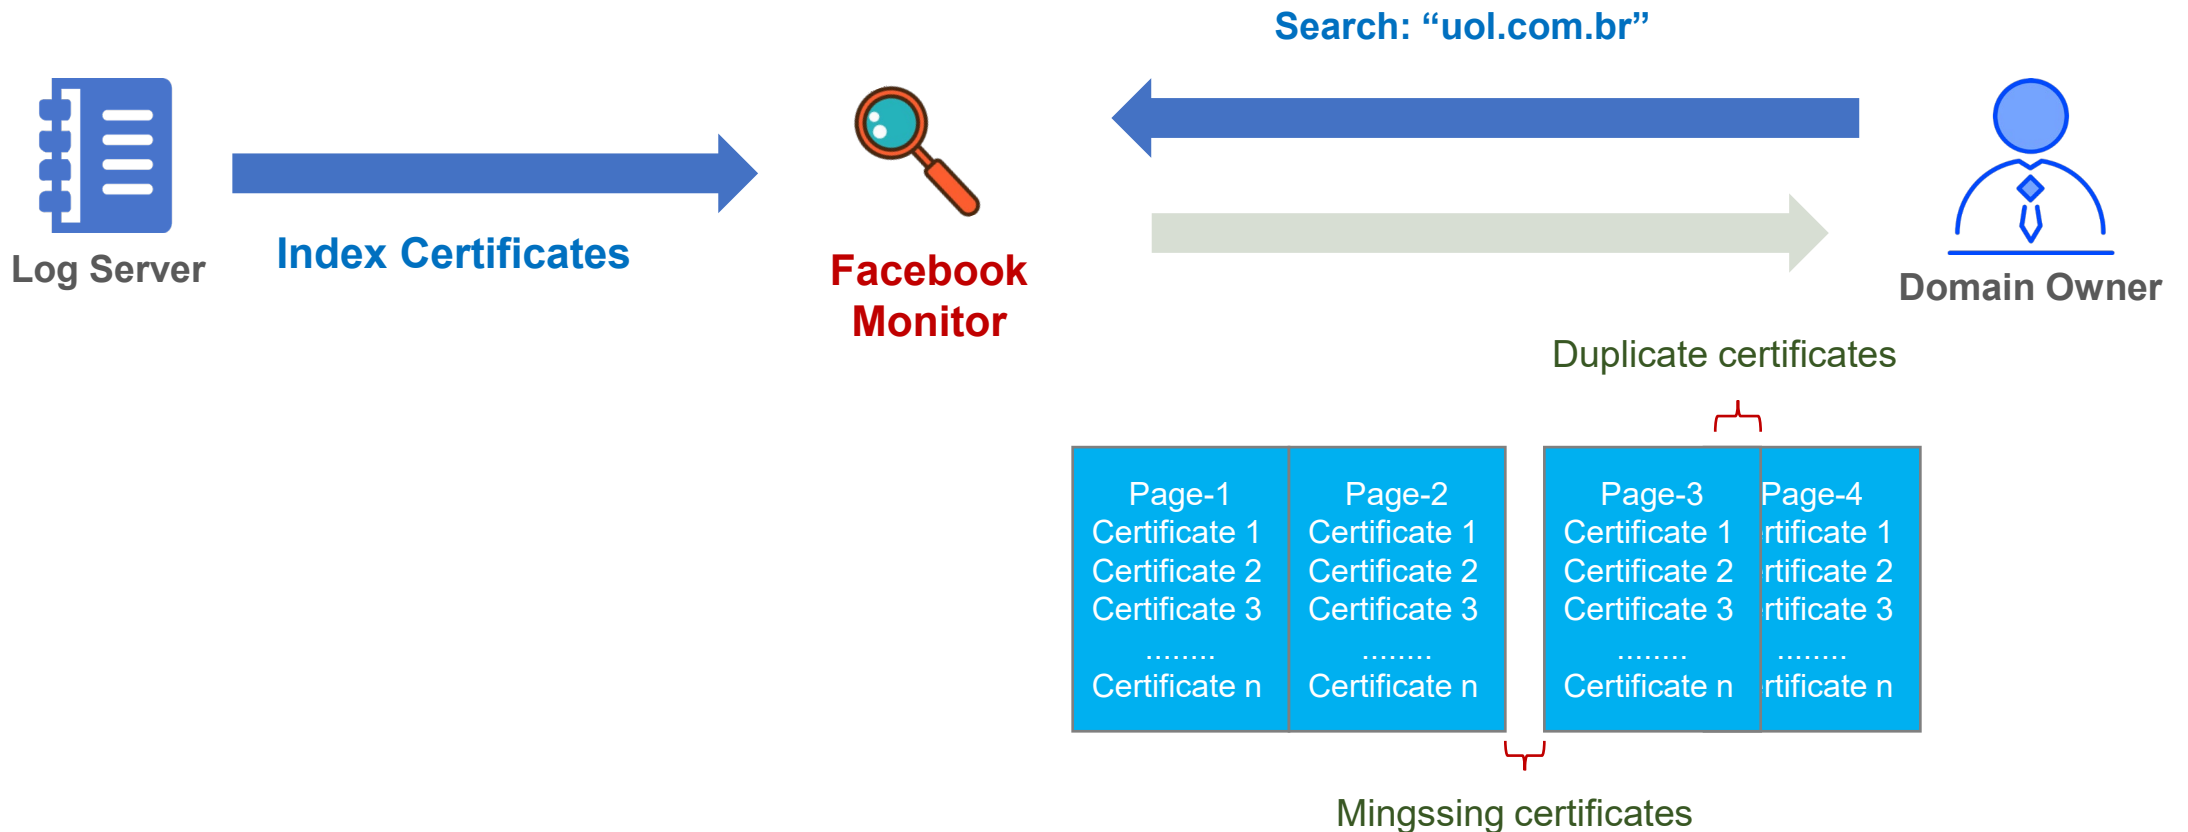 Search: “uol.com.br”
Log Server
Index Certificates
Facebook
Monitor
Domain Owner
Duplicate certificates
Page-1
Certificate 1
Certificate 2
Certificate 3
........
Certificate n
Page-2
Certificate 1
Certificate 2
Certificate 3
........
Certificate n
Page-3
Certificate 1
Certificate 2
Certificate 3
........
Certificate n
Page-4
rtificate 1
rtificate 2
rtificate 3
........
rtificate n
Mingssing certificates